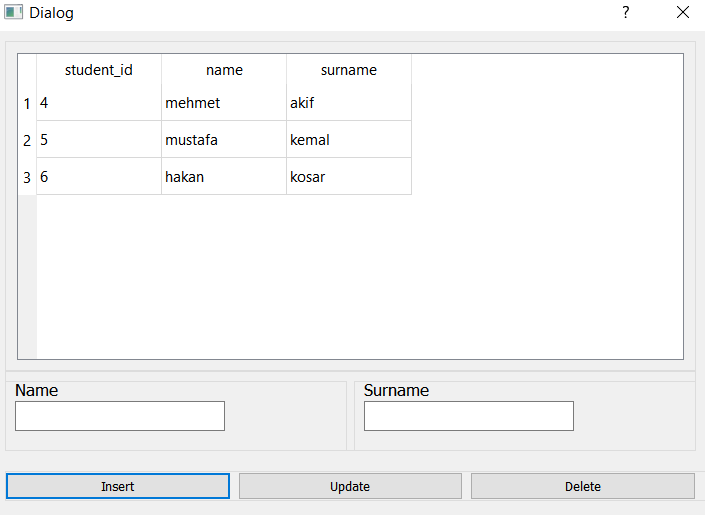 Dialog ?
student_id name surname
1 4 mehmet akif
2 5 mustafa kemal
3 6 hakan kosar
Name Surname
Insert Update Delete